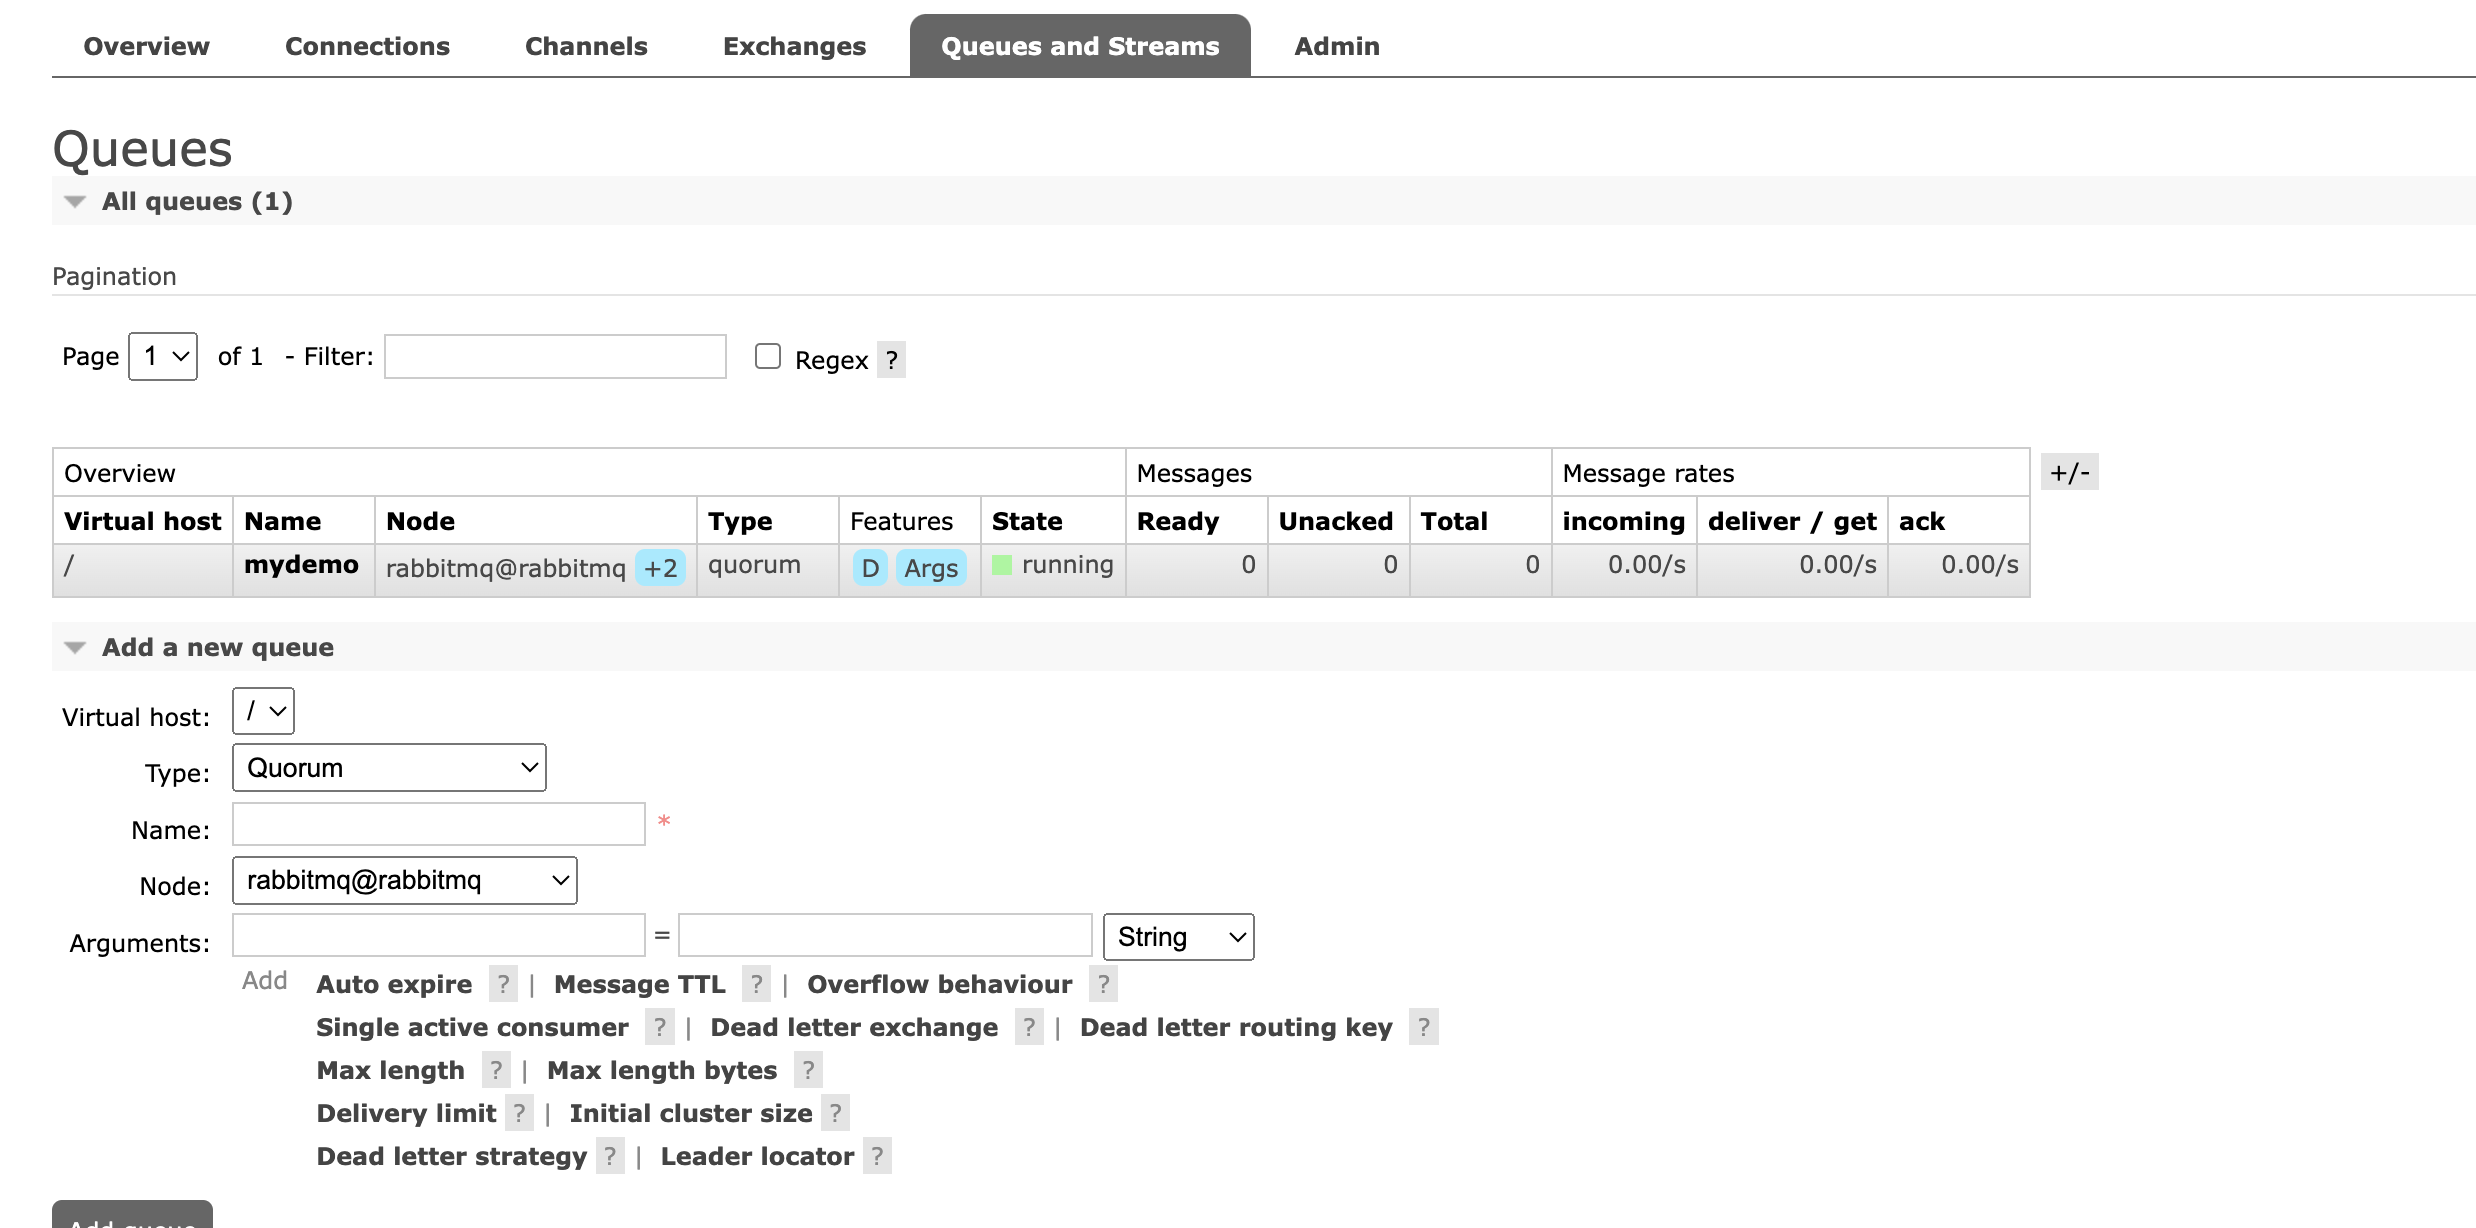 Overview Connections Channels Exchanges Queues and Streams Admin
Queues
All queues (1)
Pagination
Page 1 of 1 - Filter: Regex ?
Overview Messages Message rates +/-
Virtual host Name Node Type Features State Ready Unacked Total incoming deliver / get ack
/ mydemo rabbitmq@rabbitmq +2 quorum D Args running 0 0 0 0.00/s 0.00/s 0.00/s
Add a new queue
Virtual host: /
Type: Quorum
Name: *
Node: rabbitmq@rabbitmq
Arguments: = String
Add Auto expire ? | Message TTL ? | Overflow behaviour ?
Single active consumer ? | Dead letter exchange ? | Dead letter routing key ?
Max length ? | Max length bytes ?
Delivery limit ? | Initial cluster size ?
Dead letter strategy ? | Leader locator ?
Add queue